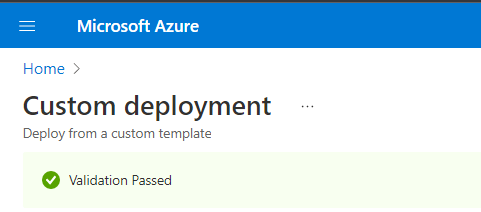 Microsoft Azure
Home
Custom deployment
Deploy from a custom template
Validation Passed